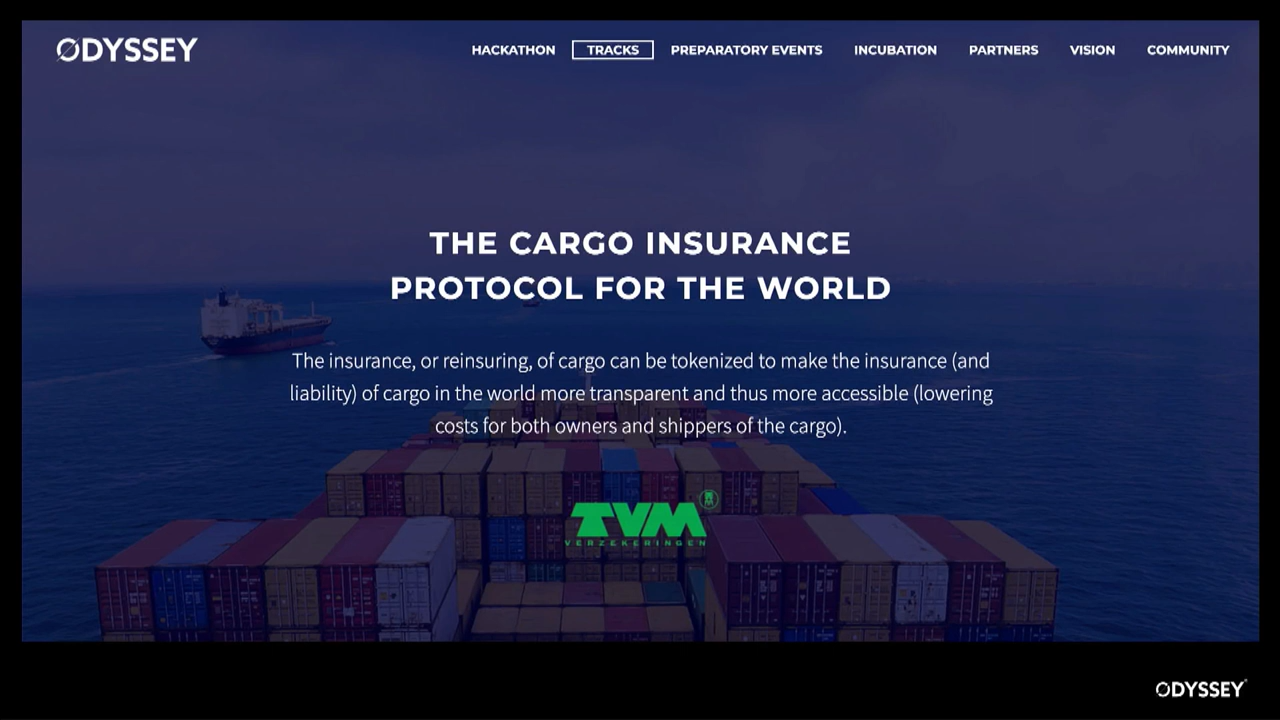 ODYSSEY
HACKATHON TRACKS PREPARATORY EVENTS INCUBATION PARTNERS VISION COMMUNITY
THE CARGO INSURANCE
PROTOCOL FOR THE WORLD
The insurance, or reinsuring, of cargo can be tokenized to make the insurance (and
liability) of cargo in the world more transparent and thus more accessible (lowering
costs for both owners and shippers of the cargo).
TVM
VERZEKERINGEN
ODYSSEY